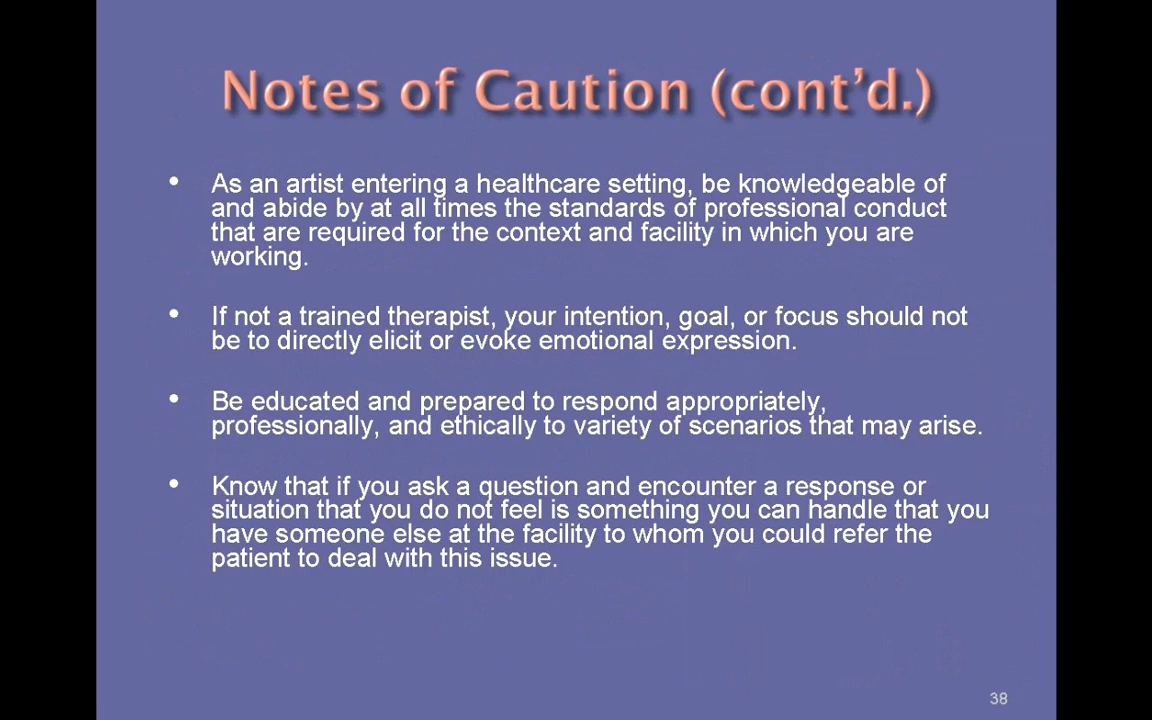 Notes of Caution (cont’d.)
• As an artist entering a healthcare setting, be knowledgeable of
and abide by at all times the standards of professional conduct
that are required for the context and facility in which you are
working.
• If not a trained therapist, your intention, goal, or focus should not
be to directly elicit or evoke emotional expression.
• Be educated and prepared to respond appropriately,
professionally, and ethically to variety of scenarios that may arise.
• Know that if you ask a question and encounter a response or
situation that you do not feel is something you can handle that you
have someone else at the facility to whom you could refer the
patient to deal with this issue.
38